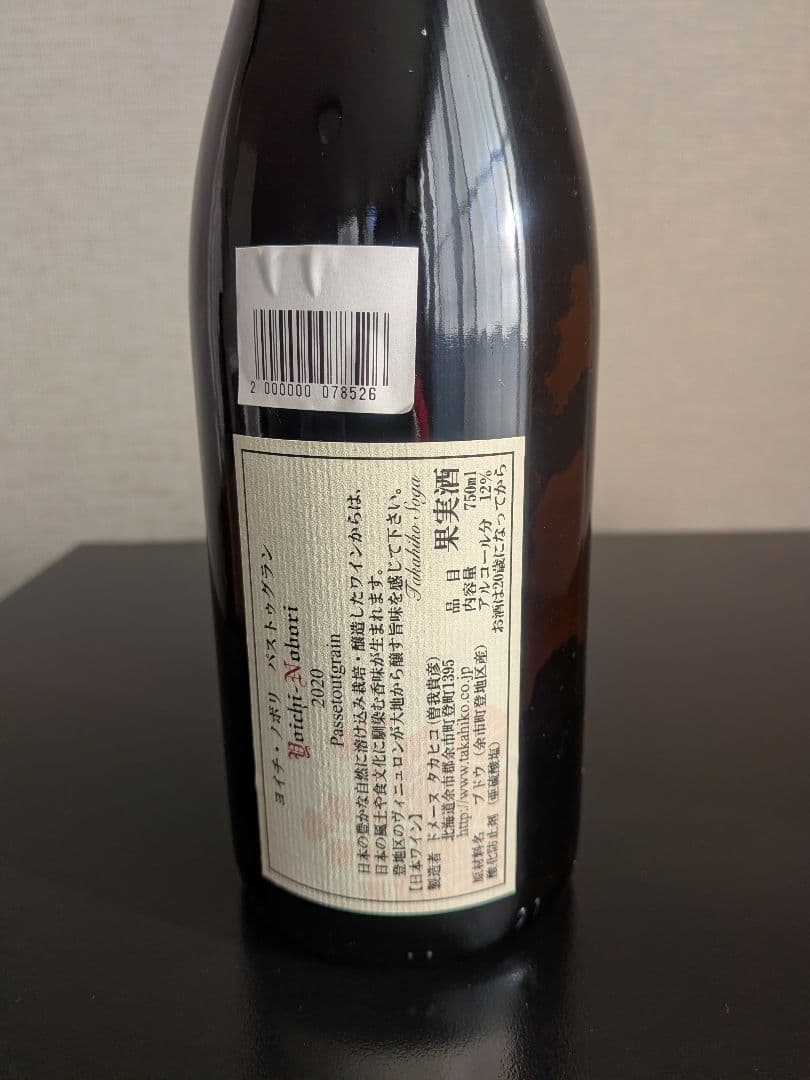 2 000000 078526
ヨイチ・ノボリ パストゥグラン
Yoichi-Nobori
2020
Passetoutgrain
日本の豊かな自然に溶け込み栽培・醸造したワインからは、
日本の風土や食文化に馴染む香味が生まれます。
登地区のヴィニュロンが大地から醸す旨味を感じて下さい。
Takahiko Soga
【日本ワイン】
製造者 ドメーヌ タカヒコ(曽我貴彦)
北海道余市郡余市町登町1395
http://www.takahiko.co.jp
原材料名 ブドウ(余市町登地区産)
酸化防止剤(亜硫酸塩)
品目 果実酒
内容量 750ml
アルコール分 12%
お酒は20歳になってから